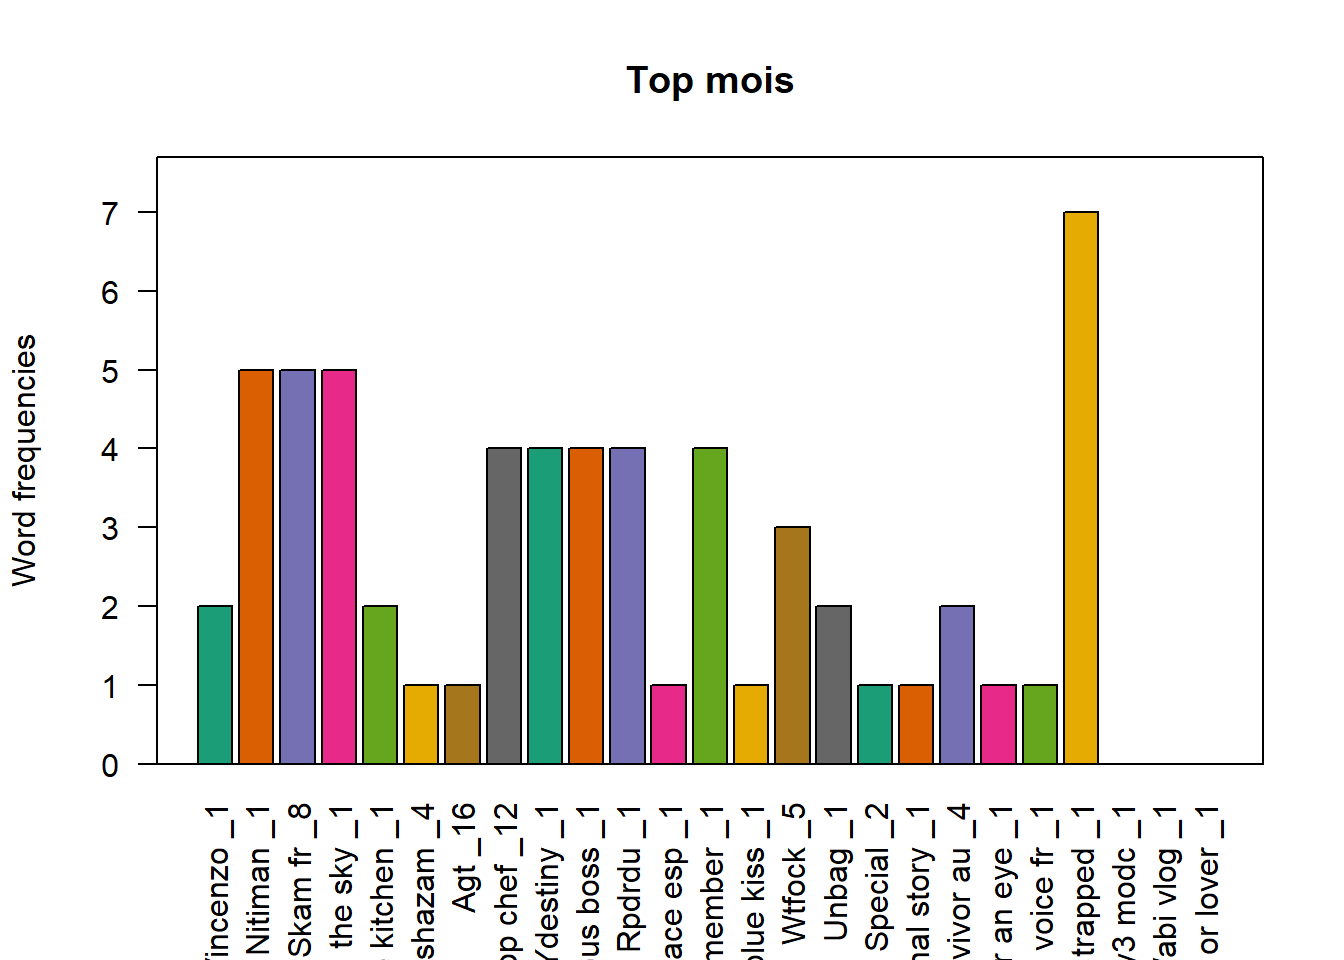 Top mois
Word frequencies
7
6
5
4
3
2
1
0
incenzo _1
Nitiman _1
Skam fr _8
the sky _1
kitchen _1
shazam _4
Agt _16
op chef _12
destiny _1
us boss _1
Rpdrdu _1
ace esp _1
member _1
blue kiss _1
Wtfock _5
Unbag _1
Special _2
nal story _1
vivor au _4
r an eye _1
voice fr _1
trapped _1
y3 modc _1
abi vlog _1
or lover _1